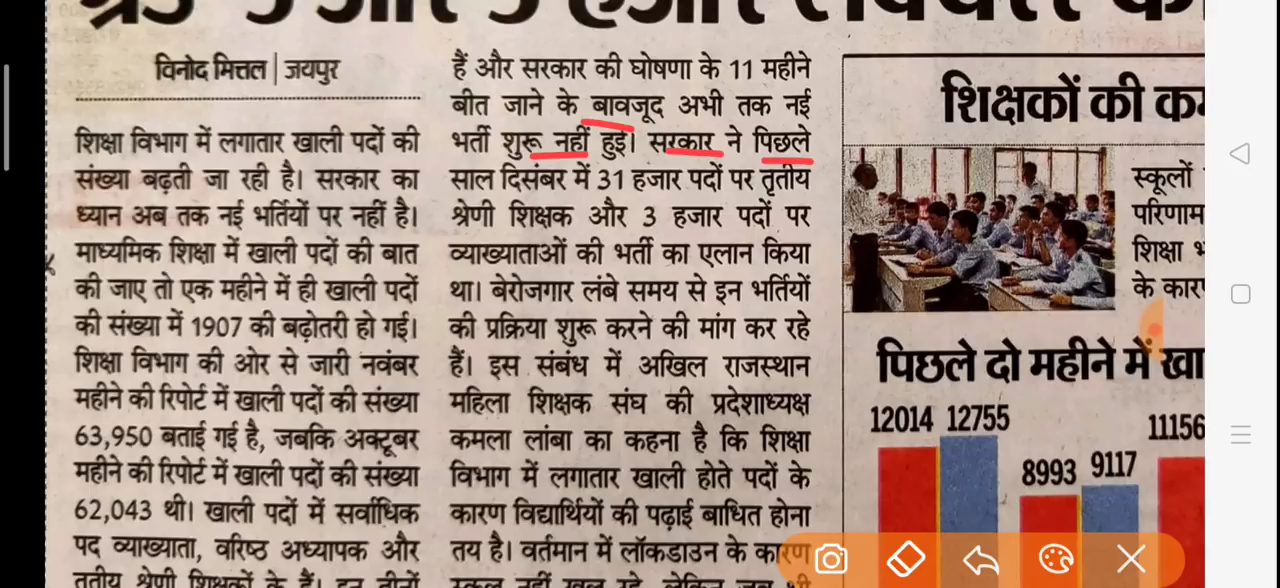 विनोद मित्तल | जयपुर
शिक्षा विभाग में लगातार खाली पदों की
संख्या बढ़ती जा रही है। सरकार का
ध्यान अब तक नई भर्तियों पर नहीं है।
माध्यमिक शिक्षा में खाली पदों की बात
की जाए तो एक महीने में ही खाली पदों
की संख्या में 1907 की बढ़ोतरी हो गई।
शिक्षा विभाग की ओर से जारी नवंबर
महीने की रिपोर्ट में खाली पदों की संख्या
63,950 बताई गई है, जबकि अक्टूबर
महीने की रिपोर्ट में खाली पदों की संख्या
62,043 थी। खाली पदों में सर्वाधिक
पद व्याख्याता, वरिष्ठ अध्यापक और
तृतीय श्रेणी शिक्षकों के हैं। इन तीनों
हैं और सरकार की घोषणा के 11 महीने
बीत जाने के बावजूद अभी तक नई
भर्ती शुरू नहीं हुई। सरकार ने पिछले
साल दिसंबर में 31 हजार पदों पर तृतीय
श्रेणी शिक्षक और 3 हजार पदों पर
व्याख्याताओं की भर्ती का एलान किया
था। बेरोजगार लंबे समय से इन भर्तियों
की प्रक्रिया शुरू करने की मांग कर रहे
हैं। इस संबंध में अखिल राजस्थान
महिला शिक्षक संघ की प्रदेशाध्यक्ष
कमला लांबा का कहना है कि शिक्षा
विभाग में लगातार खाली होते पदों के
कारण विद्यार्थियों की पढ़ाई बाधित होना
तय है। वर्तमान में लॉकडाउन के कारण
शिक्षकों की
स्कूलों
परिणाम
शिक्षा
के
पिछले दो महीने में
12014 12755
8993 9117
11156